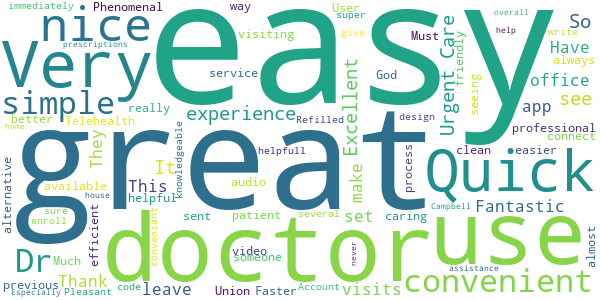 immediately Phenomenal way User super give overall
nice easy Must write So
prescriptions visiting Have help always
Very service God friendly seeing office
simple experience Excellent Urgent Care app see
better Telehealth really Refilled design professional
They great knowledgeable helpfull make process clean easier connect
alternative It home available This audio house Quick
efficient helpful conveniant sent patient several set caring Fantastic Campbell
sure enroll doctor use almost
Dr Much video someone never assistance
previous Thank visits convenient
Especially Pleasant code leave Union Faster Account